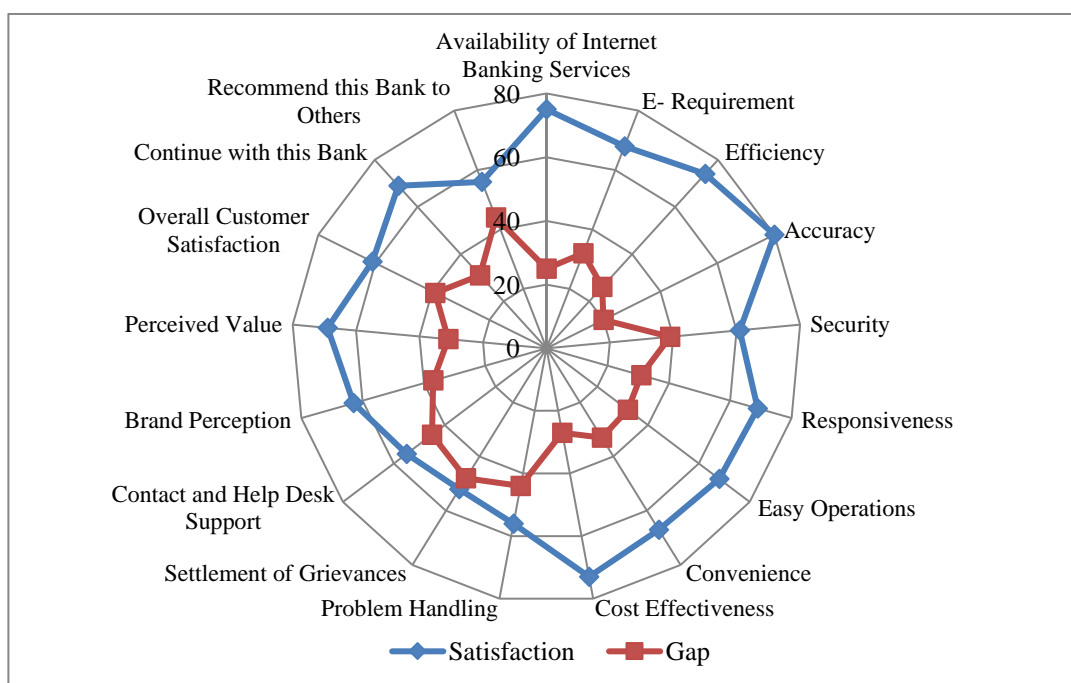 Availability of Internet
Banking Services
E- Requirement
Efficiency
Accuracy
Security
Responsiveness
Easy Operations
Convenience
Cost Effectiveness
Problem Handling
Settlement of Grievances
Contact and Help Desk
Support
Brand Perception
Perceived Value
Overall Customer
Satisfaction
Continue with this Bank
Recommend this Bank to
Others
80
60
40
20
0
Satisfaction
Gap